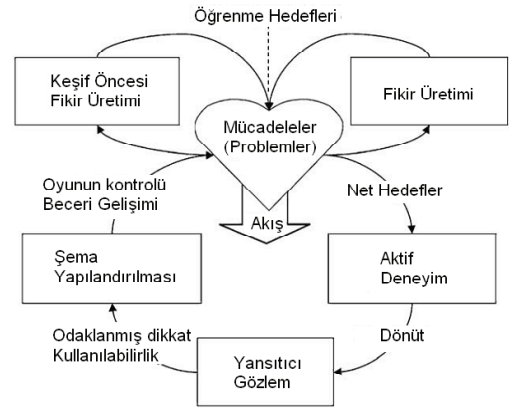 Öğrenme Hedefleri
Keşif Öncesi
Fikir Üretimi
Fikir Üretimi
Mücadeleler
(Problemler)
Oyunun kontrolü
Beceri Gelişimi
Net Hedefler
Akış
Şema
Yapılandırılması
Aktif
Deneyim
Odaklanmış dikkat
Kullanılabilirlik
Dönüt
Yansıtıcı
Gözlem